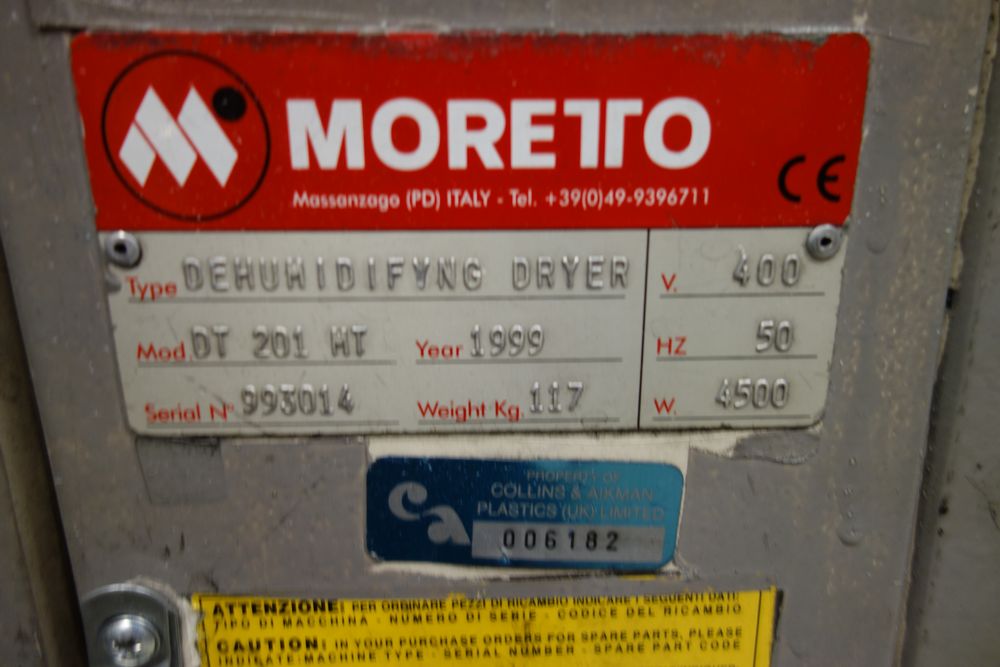 MORETTO
Massanzago (PD) ITALY - Tel. +39(0)49-9396711
CE
Type DEHUMIDIFYNG DRYER V. 400
Mod. DT 201 MT Year 1999 HZ 50
Serial N° 993014 Weight Kg. 117 W. 4500
PROPERTY OF
COLLINS & AIKMAN
PLASTICS (UK) LIMITED
ca
006182
ATTENZIONE: PER ORDINARE PEZZI DI RICAMBIO INDICARE I SEGUENTI DATI:
TIPO DI MACCHINA - NUMERO DI SERIE - CODICE DEL RICAMBIO
CAUTION: IN YOUR PURCHASE ORDERS FOR SPARE PARTS, PLEASE
INDICATE: MACHINE TYPE - SERIAL NUMBER - SPARE PART CODE